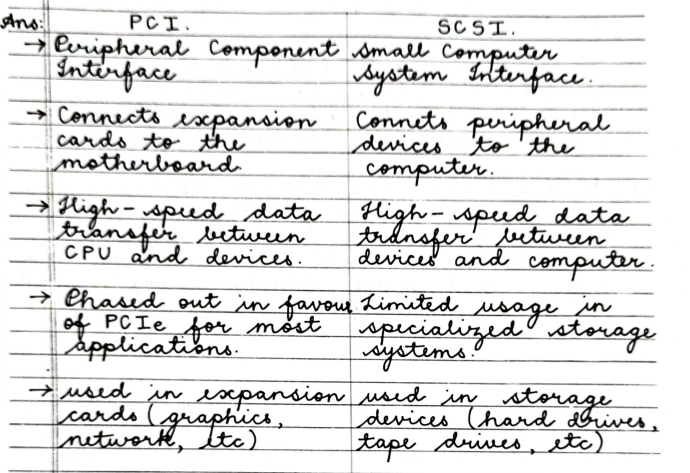 Ans: PCI. SCSI.
→ Peripheral Component small Computer
Interface system Interface.
→ Connects expansion Connets peripheral
cards to the devices to the
motherboard. computer.
→ High-speed data High-speed data
transfer between transfer between
CPU and devices. devices and computer.
→ Phased out in favour Limited usage in
of PCIe for most specialized storage
applications. systems.
→ used in expansion used in storage
cards (graphics, devices (hard drives,
network, etc) tape drives, etc)